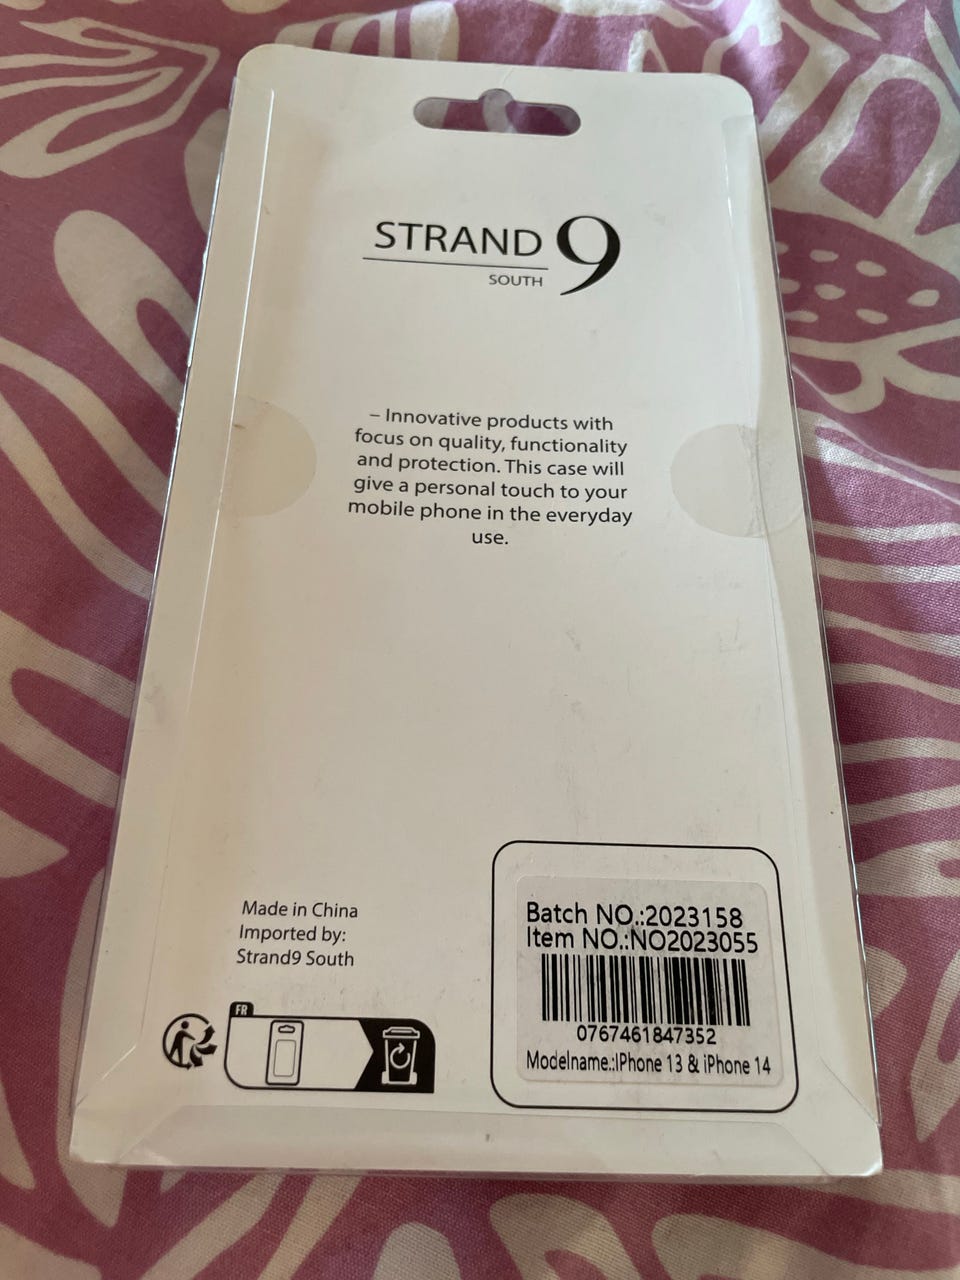 STRAND 9
SOUTH
– Innovative products with
focus on quality, functionality
and protection. This case will
give a personal touch to your
mobile phone in the everyday
use.
Made in China
Imported by:
Strand9 South
FR
Batch NO.:2023158
Item NO.:NO2023055
0767461847352
Modelname.:IPhone 13 & iPhone 14